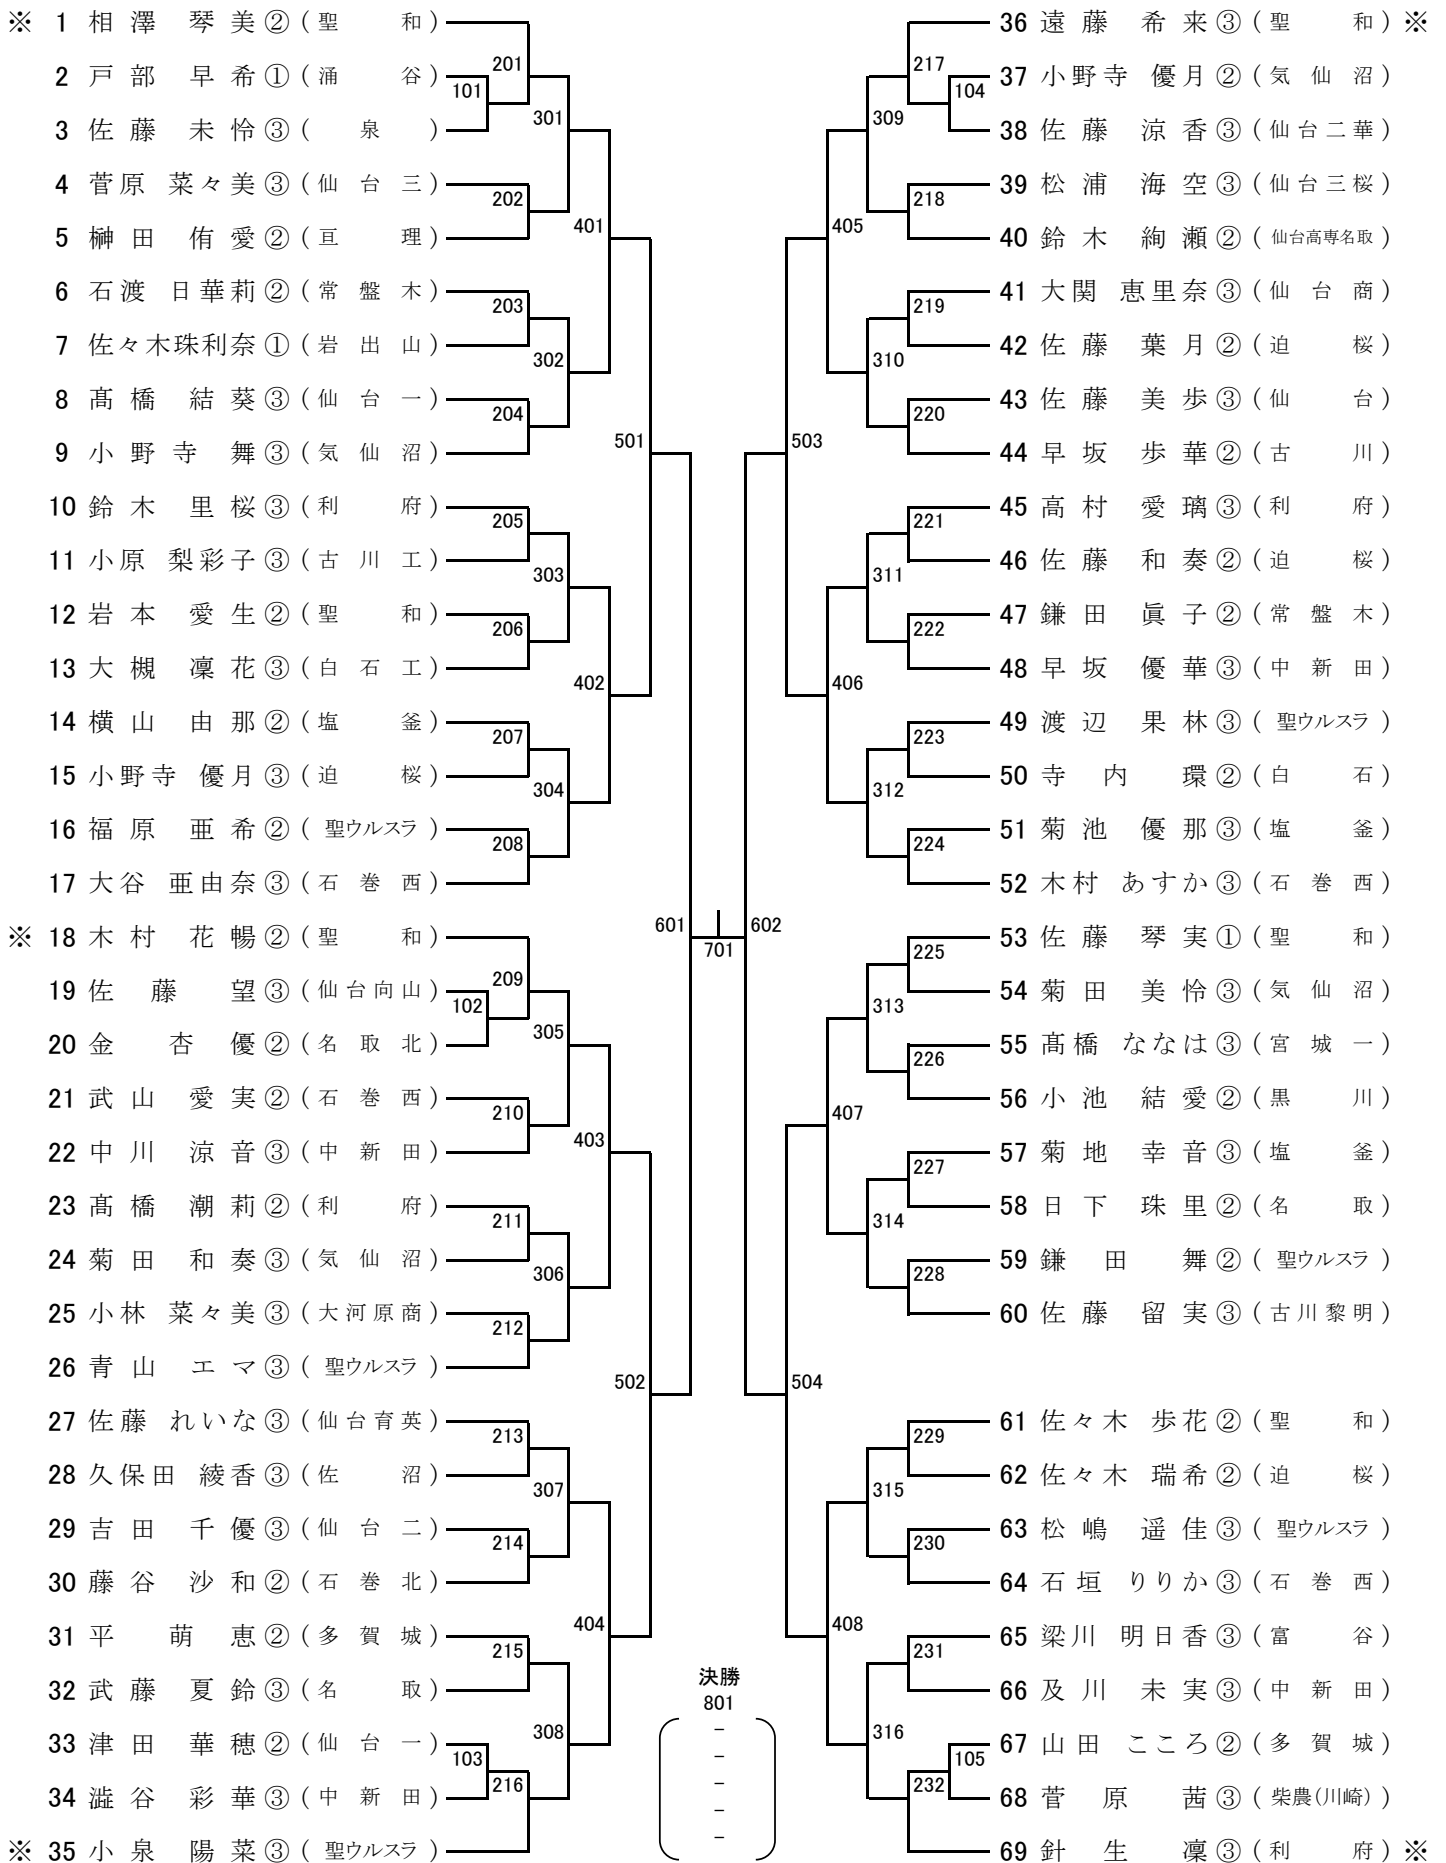 ※ 1 相澤 琴美② (聖和)
2 戸部 早希① (涌谷)
3 佐藤 未怜③ (泉)
4 菅原 菜々美③ (仙台三)
5 榊田 侑愛② (亘理)
6 石渡 日華莉② (常盤木)
7 佐々木珠利奈① (岩出山)
8 髙橋 結葵③ (仙台一)
9 小野寺 舞③ (気仙沼)
10 鈴木 里桜③ (利府)
11 小原 梨彩子③ (古川工)
12 岩本 愛生② (聖和)
13 大槻 凜花③ (白石工)
14 横山 由那② (塩釜)
15 小野寺 優月③ (迫桜)
16 福原 亜希② (聖ウルスラ)
17 大谷 亜由奈③ (石巻西)
※ 18 木村 花暢② (聖和)
19 佐藤 望③ (仙台向山)
20 金 杏優② (名取北)
21 武山 愛実② (石巻西)
22 中川 涼音③ (中新田)
23 髙橋 潮莉② (利府)
24 菊田 和奏③ (気仙沼)
25 小林 菜々美③ (大河原商)
26 青山 エマ③ (聖ウルスラ)
27 佐藤 れいな③ (仙台育英)
28 久保田 綾香③ (佐沼)
29 吉田 千優③ (仙台二)
30 藤谷 沙和② (石巻北)
31 平 萌恵② (多賀城)
32 武藤 夏鈴③ (名取)
33 津田 華穂② (仙台一)
34 澁谷 彩華③ (中新田)
※ 35 小泉 陽菜③ (聖ウルスラ)
101
102
103
201
202
203
204
205
206
207
208
209
210
211
212
213
214
215
216
301
302
303
304
305
306
307
308
401
402
403
404
501
502
601
701
602
決勝
801
–
–
–
–
–
503
504
405
406
407
408
309
310
311
312
313
314
315
316
217
218
219
220
221
222
223
224
225
226
227
228
229
230
231
232
104
105
36 遠藤 希来③ (聖和) ※
37 小野寺 優月② (気仙沼)
38 佐藤 涼香③ (仙台二華)
39 松浦 海空③ (仙台三桜)
40 鈴木 絢瀬② (仙台高専名取)
41 大関 恵里奈③ (仙台商)
42 佐藤 葉月② (迫桜)
43 佐藤 美歩③ (仙台)
44 早坂 歩華② (古川)
45 高村 愛璃③ (利府)
46 佐藤 和奏② (迫桜)
47 鎌田 眞子② (常盤木)
48 早坂 優華③ (中新田)
49 渡辺 果林③ (聖ウルスラ)
50 寺内 環② (白石)
51 菊池 優那③ (塩釜)
52 木村 あすか③ (石巻西)
53 佐藤 琴実① (聖和)
54 菊田 美怜③ (気仙沼)
55 髙橋 ななは③ (宮城一)
56 小池 結愛② (黒川)
57 菊地 幸音③ (塩釜)
58 日下 珠里② (名取)
59 鎌田 舞② (聖ウルスラ)
60 佐藤 留実③ (古川黎明)
61 佐々木 歩花② (聖和)
62 佐々木 瑞希② (迫桜)
63 松嶋 遥佳③ (聖ウルスラ)
64 石垣 りりか③ (石巻西)
65 梁川 明日香③ (富谷)
66 及川 未実③ (中新田)
67 山田 こころ② (多賀城)
68 菅原 茜③ (柴農(川崎))
69 針生 凜③ (利府) ※